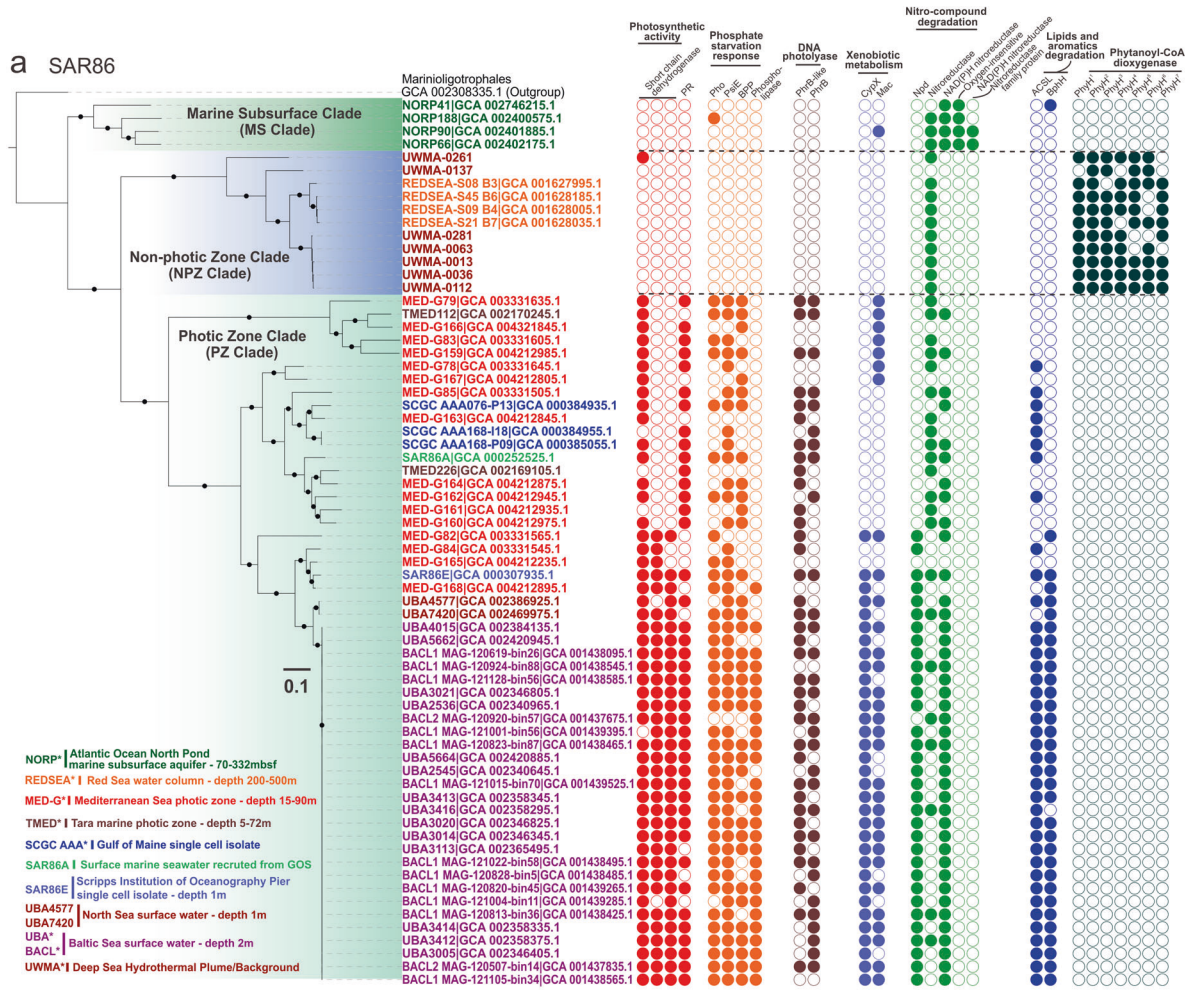 a SAR86
Photosynthetic
activity
Phosphate
starvation
response
DNA
photolyase
Xenobiotic
metabolism
Nitro-compound
degradation
Lipids and
aromatics
degradation
Phytanoyl-CoA
dioxygenase
Short chain
dehydrogenase
PR
Pho
PsiE
BPP
Phospho-
lipase
PhrB-like
PhrB
CypX
Mac
Npd
Nitroreductase
NAD(P)H nitroreductase
Oxygen-insensitive
NAD(P)H nitroreductase
Nitroreductase
family protein
ACSL
BphH
PhyH¹
PhyH²
PhyH³
PhyH⁴
PhyH⁵
PhyH⁶
PhyH⁷
Marinioligotrophales
GCA 002308335.1 (Outgroup)
Marine Subsurface Clade
(MS Clade)
NORP41|GCA 002746215.1
NORP188|GCA 002400575.1
NORP90|GCA 002401885.1
NORP66|GCA 002402175.1
Non-photic Zone Clade
(NPZ Clade)
UWMA-0261
UWMA-0137
REDSEA-S08 B3|GCA 001627995.1
REDSEA-S45 B6|GCA 001628185.1
REDSEA-S09 B4|GCA 001628005.1
REDSEA-S21 B7|GCA 001628035.1
UWMA-0281
UWMA-0063
UWMA-0013
UWMA-0036
UWMA-0112
Photic Zone Clade
(PZ Clade)
MED-G79|GCA 003331635.1
TMED112|GCA 002170245.1
MED-G166|GCA 004321845.1
MED-G83|GCA 003331605.1
MED-G159|GCA 004212985.1
MED-G78|GCA 003331645.1
MED-G167|GCA 004212805.1
MED-G85|GCA 003331505.1
SCGC AAA076-P13|GCA 000384935.1
MED-G163|GCA 004212845.1
SCGC AAA168-I18|GCA 000384955.1
SCGC AAA168-P09|GCA 000385055.1
SAR86A|GCA 000252525.1
TMED226|GCA 002169105.1
MED-G164|GCA 004212875.1
MED-G162|GCA 004212945.1
MED-G161|GCA 004212935.1
MED-G160|GCA 004212975.1
MED-G82|GCA 003331565.1
MED-G84|GCA 003331545.1
MED-G165|GCA 004212235.1
SAR86E|GCA 000307935.1
MED-G168|GCA 004212895.1
UBA4577|GCA 002386925.1
UBA7420|GCA 002469975.1
UBA4015|GCA 002384135.1
UBA5662|GCA 002420945.1
BACL1 MAG-120619-bin26|GCA 001438095.1
BACL1 MAG-120924-bin88|GCA 001438545.1
BACL1 MAG-121128-bin56|GCA 001438585.1
UBA3021|GCA 002346805.1
UBA2536|GCA 002340965.1
BACL2 MAG-120920-bin57|GCA 001437675.1
BACL1 MAG-121001-bin56|GCA 001439395.1
BACL1 MAG-120823-bin87|GCA 001438465.1
UBA5664|GCA 002420885.1
UBA2545|GCA 002340645.1
BACL1 MAG-121015-bin70|GCA 001439525.1
UBA3413|GCA 002358345.1
UBA3416|GCA 002358295.1
UBA3020|GCA 002346825.1
UBA3014|GCA 002346345.1
UBA3113|GCA 002365495.1
BACL1 MAG-121022-bin58|GCA 001438495.1
BACL1 MAG-120828-bin5|GCA 001438485.1
BACL1 MAG-120820-bin45|GCA 001439265.1
BACL1 MAG-121004-bin11|GCA 001439285.1
BACL1 MAG-120813-bin36|GCA 001438425.1
UBA3414|GCA 002358335.1
UBA3412|GCA 002358375.1
UBA3005|GCA 002346405.1
BACL2 MAG-120507-bin14|GCA 001437835.1
BACL1 MAG-121105-bin34|GCA 001438565.1
0.1
NORP* Atlantic Ocean North Pond
marine subsurface aquifer - 70-332mbsf
REDSEA* Red Sea water column - depth 200-500m
MED-G* Mediterranean Sea photic zone - depth 15-90m
TMED* Tara marine photic zone - depth 5-72m
SCGC AAA* Gulf of Maine single cell isolate
SAR86A Surface marine seawater recruted from GOS
SAR86E Scripps Institution of Oceanography Pier
single cell isolate - depth 1m
UBA4577
UBA7420 North Sea surface water - depth 1m
UBA*
BACL* Baltic Sea surface water - depth 2m
UWMA* Deep Sea Hydrothermal Plume/Background